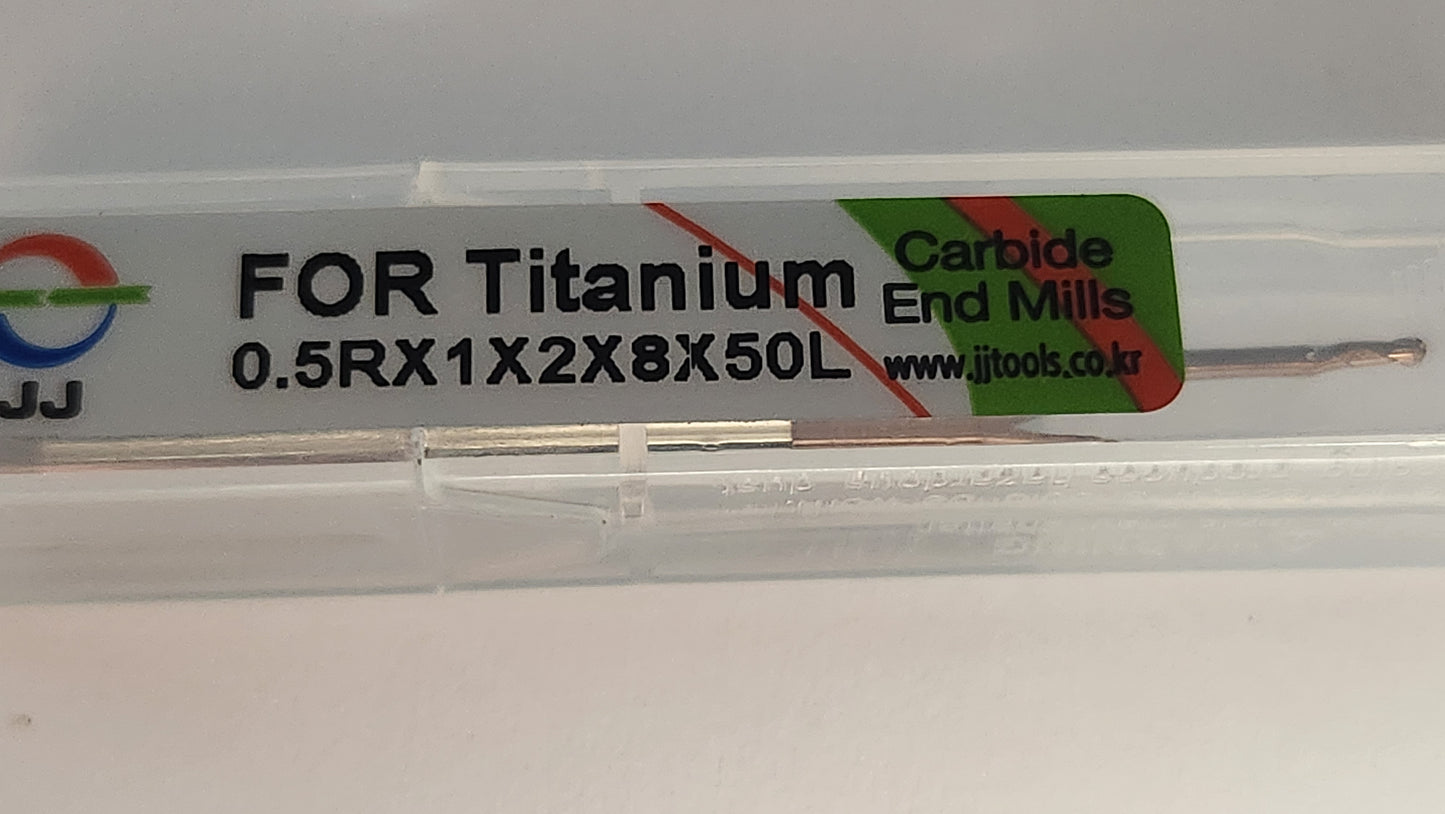 FOR Titanium
0.5RX1X2X8X50L
JJ
Carbide
End Mills
www.jjtools.co.kr